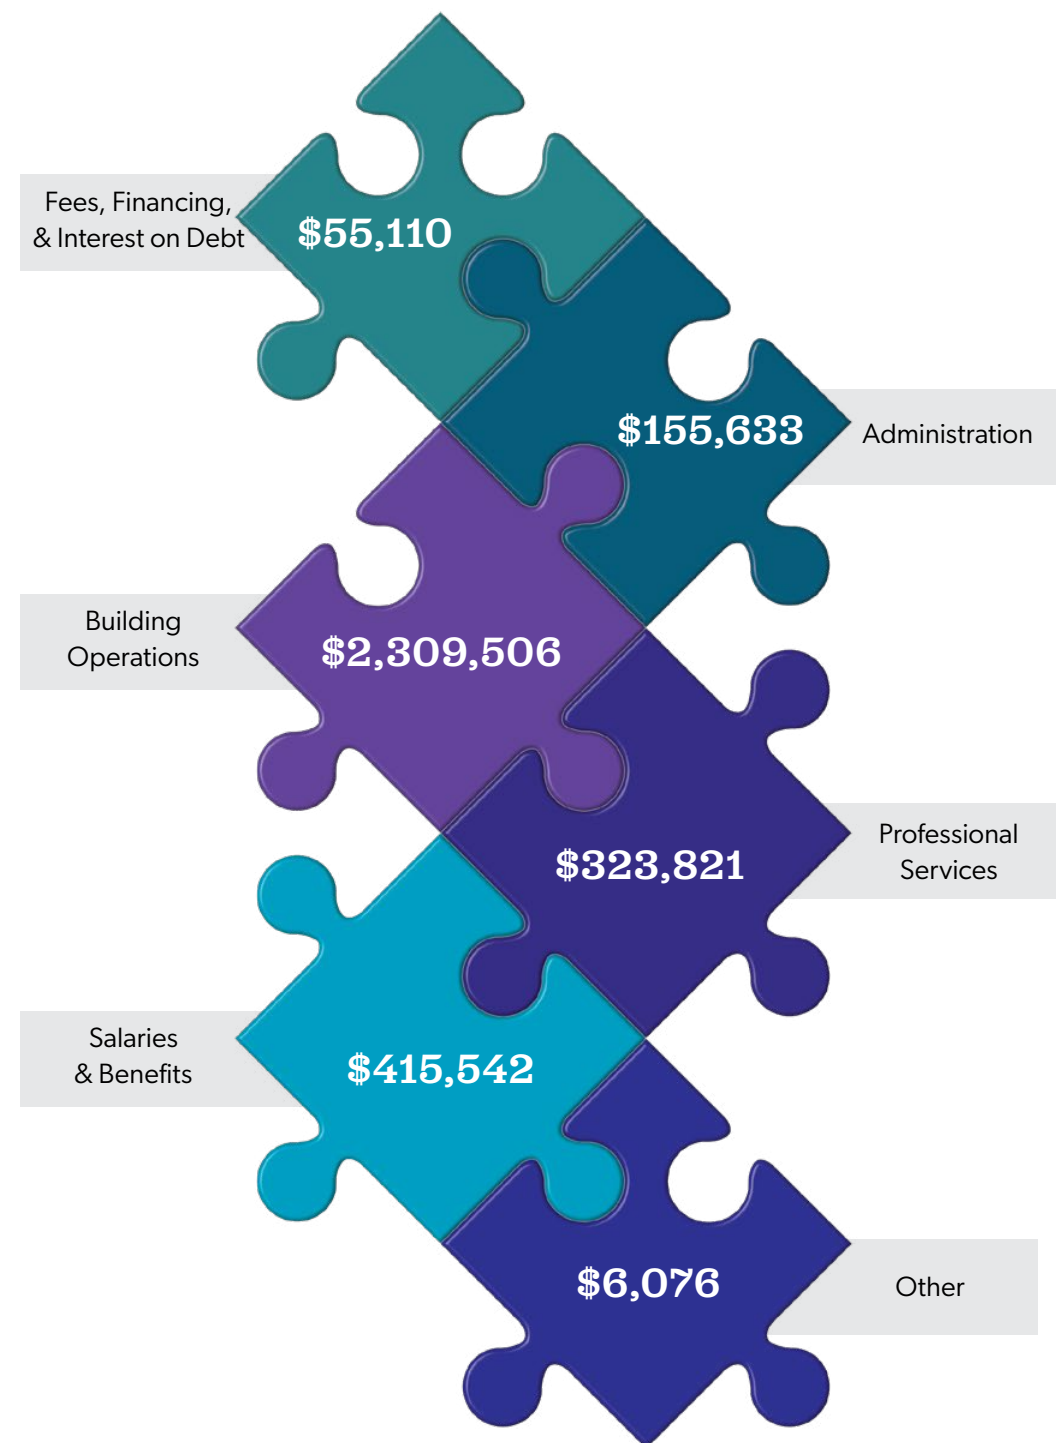 Fees, Financing,
& Interest on Debt
$55,110
$155,633
Administration
Building
Operations
$2,309,506
$323,821
Professional
Services
Salaries
& Benefits
$415,542
$6,076
Other